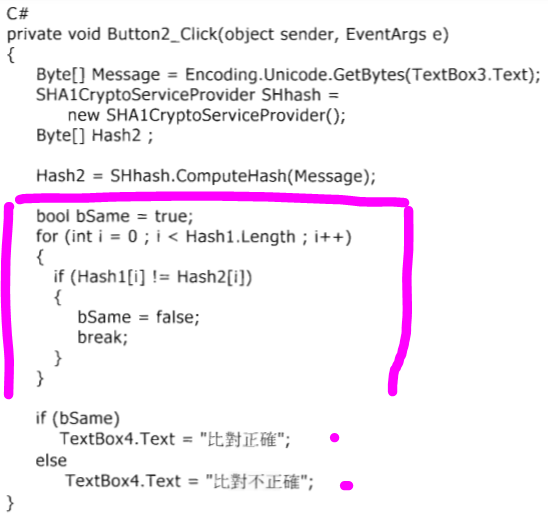 C#
private void Button2_Click(object sender, EventArgs e)
{
Byte[] Message = Encoding.Unicode.GetBytes(TextBox3.Text);
SHA1CryptoServiceProvider SHhash =
new SHA1CryptoServiceProvider();
Byte[] Hash2 ;
Hash2 = SHhash.ComputeHash(Message);
bool bSame = true;
for (int i = 0 ; i < Hash1.Length ; i++)
{
if (Hash1[i] != Hash2[i])
{
bSame = false;
break;
}
}
if (bSame)
TextBox4.Text = "比對正確";
else
TextBox4.Text = "比對不正確";
}